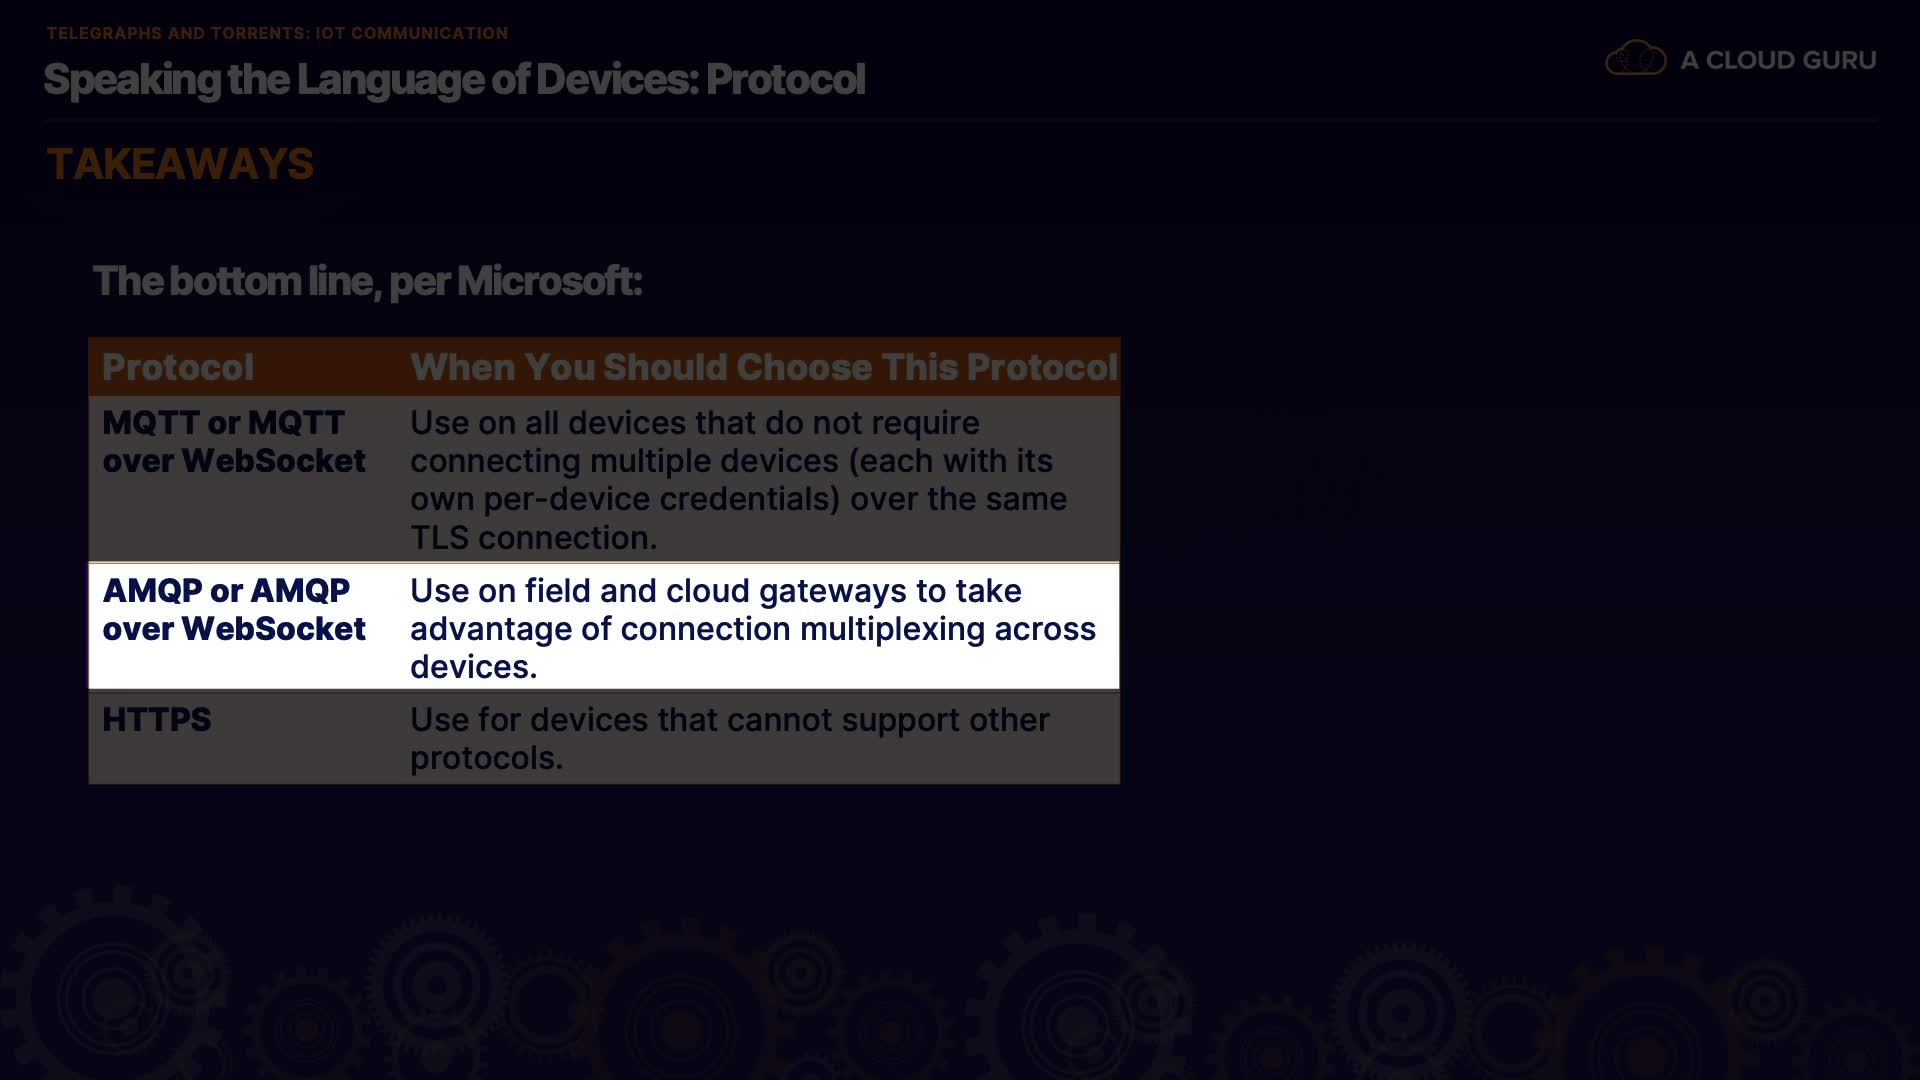 TELEGRAPHS AND TORRENTS: IOT COMMUNICATION
Speaking the Language of Devices: Protocol
A CLOUD GURU
TAKEAWAYS
The bottom line, per Microsoft:
Protocol When You Should Choose This Protocol
MQTT or MQTT over WebSocket
Use on all devices that do not require
connecting multiple devices (each with its
own per-device credentials) over the same
TLS connection.
AMQP or AMQP over WebSocket
Use on field and cloud gateways to take
advantage of connection multiplexing across
devices.
HTTPS
Use for devices that cannot support other
protocols.